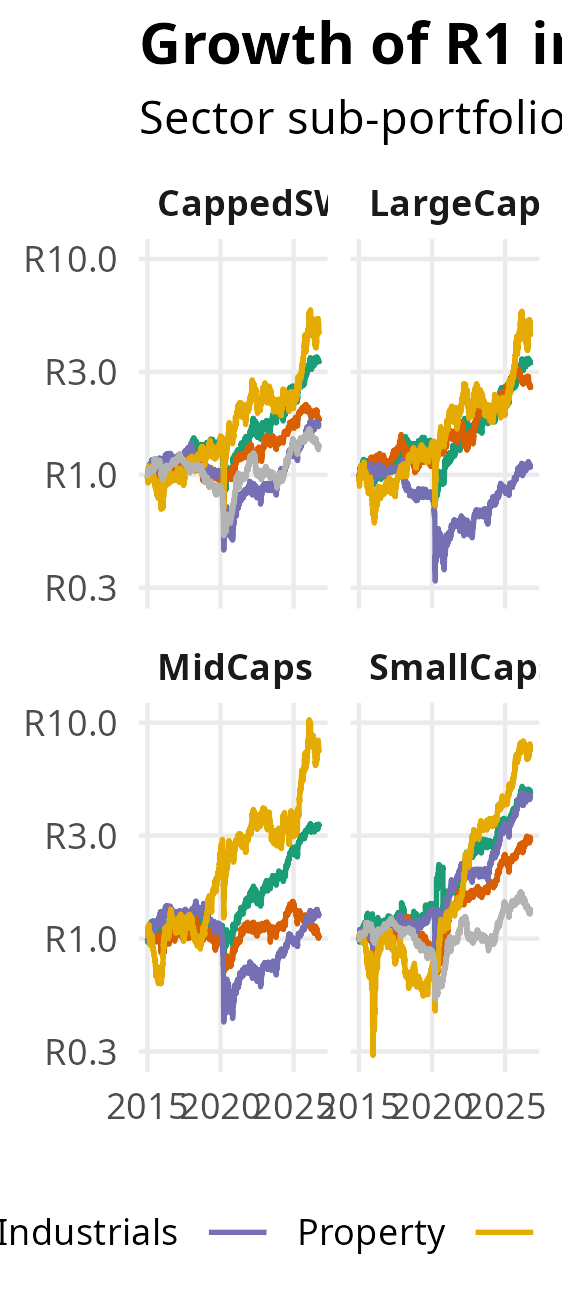 Growth of R1 in
Sector sub-portfolio
CappedSW LargeCap
R10.0
R3.0
R1.0
R0.3
MidCaps SmallCaps
R10.0
R3.0
R1.0
R0.3
2015 2020 2025 2015 2020 2025
Industrials Property